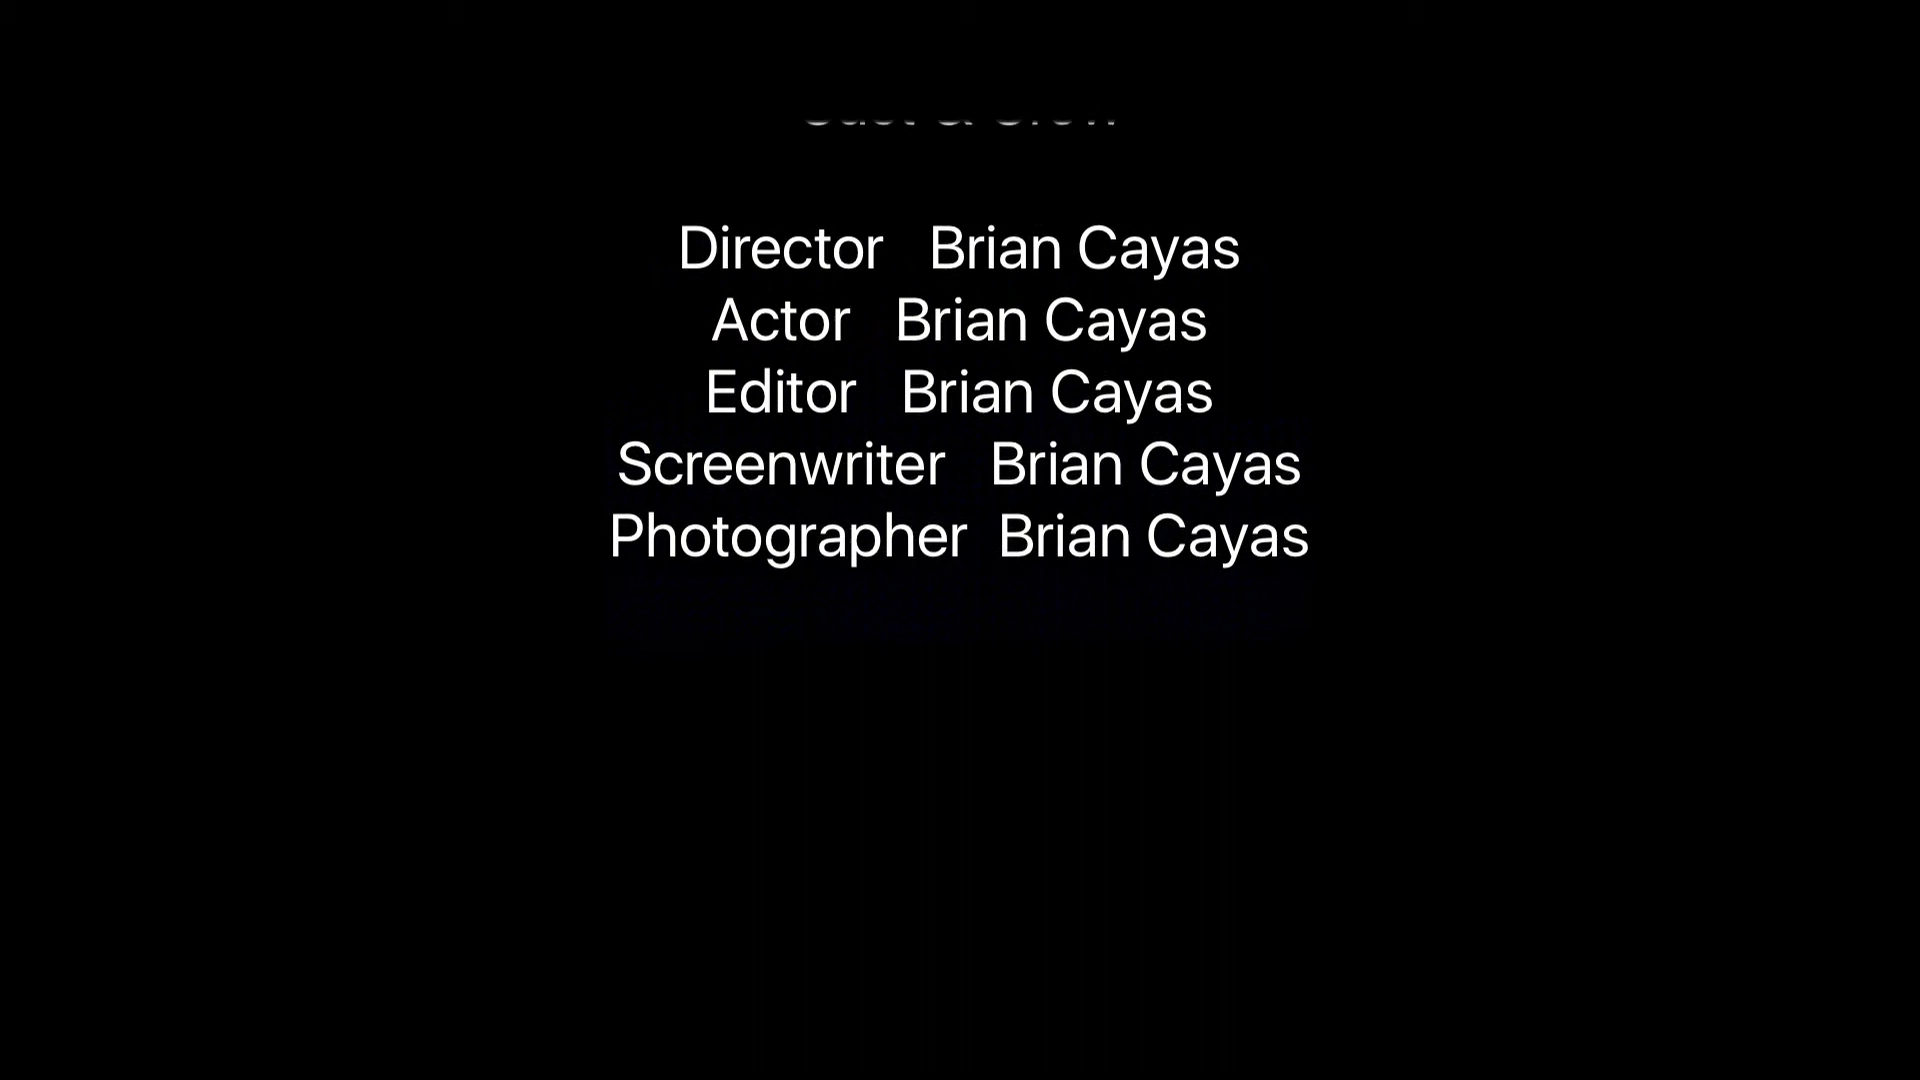 Director Brian Cayas
Actor Brian Cayas
Editor Brian Cayas
Screenwriter Brian Cayas
Photographer Brian Cayas